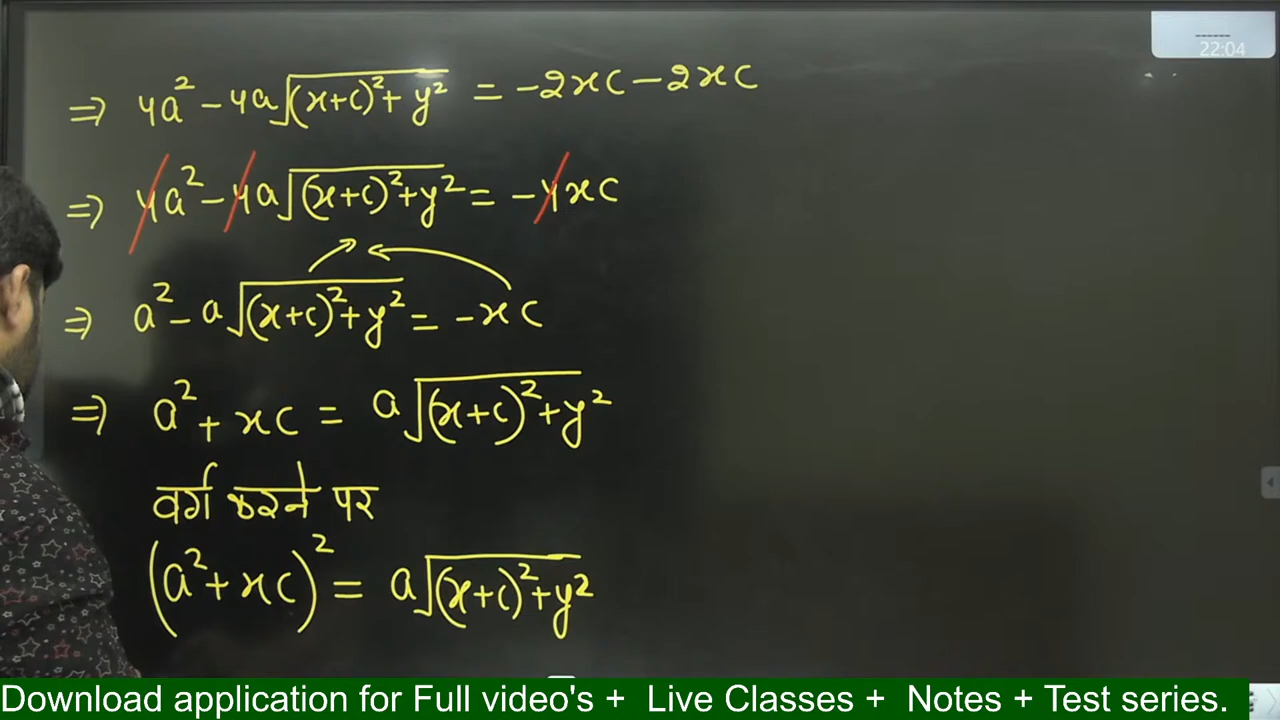 22:04
⇒ 4a² - 4a√(x+c)²+y² = -2xc - 2xc
⇒ 4a² - 4a√(x+c)²+y² = -4xc
⇒ a² - a√(x+c)²+y² = -xc
⇒ a² + xc = a√(x+c)²+y²
वर्ग करने पर
(a²+xc)² = a√(x+c)²+y²
Download application for Full video's + Live Classes + Notes + Test series.